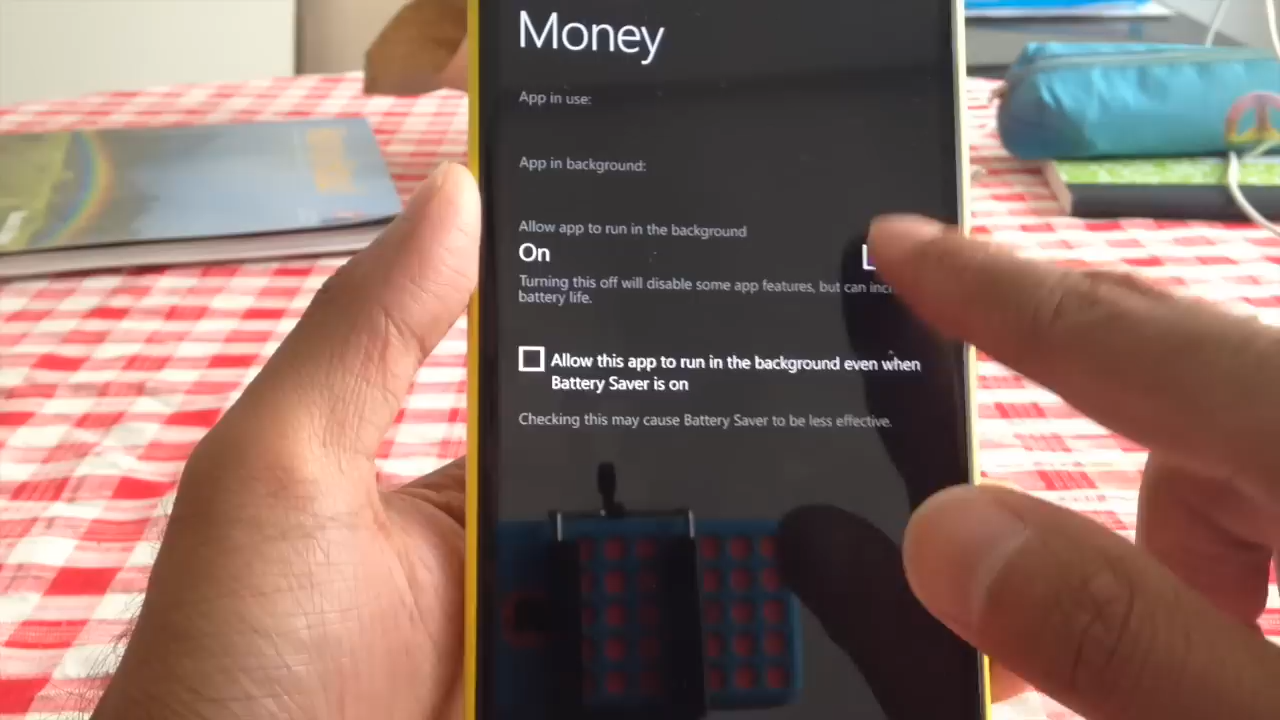 Money
App in use:
App in background:
Allow app to run in the background
On
Turning this off will disable some app features, but can
battery life.
Allow this app to run in the background even when
Battery Saver is on
Checking this may cause Battery Saver to be less effective.